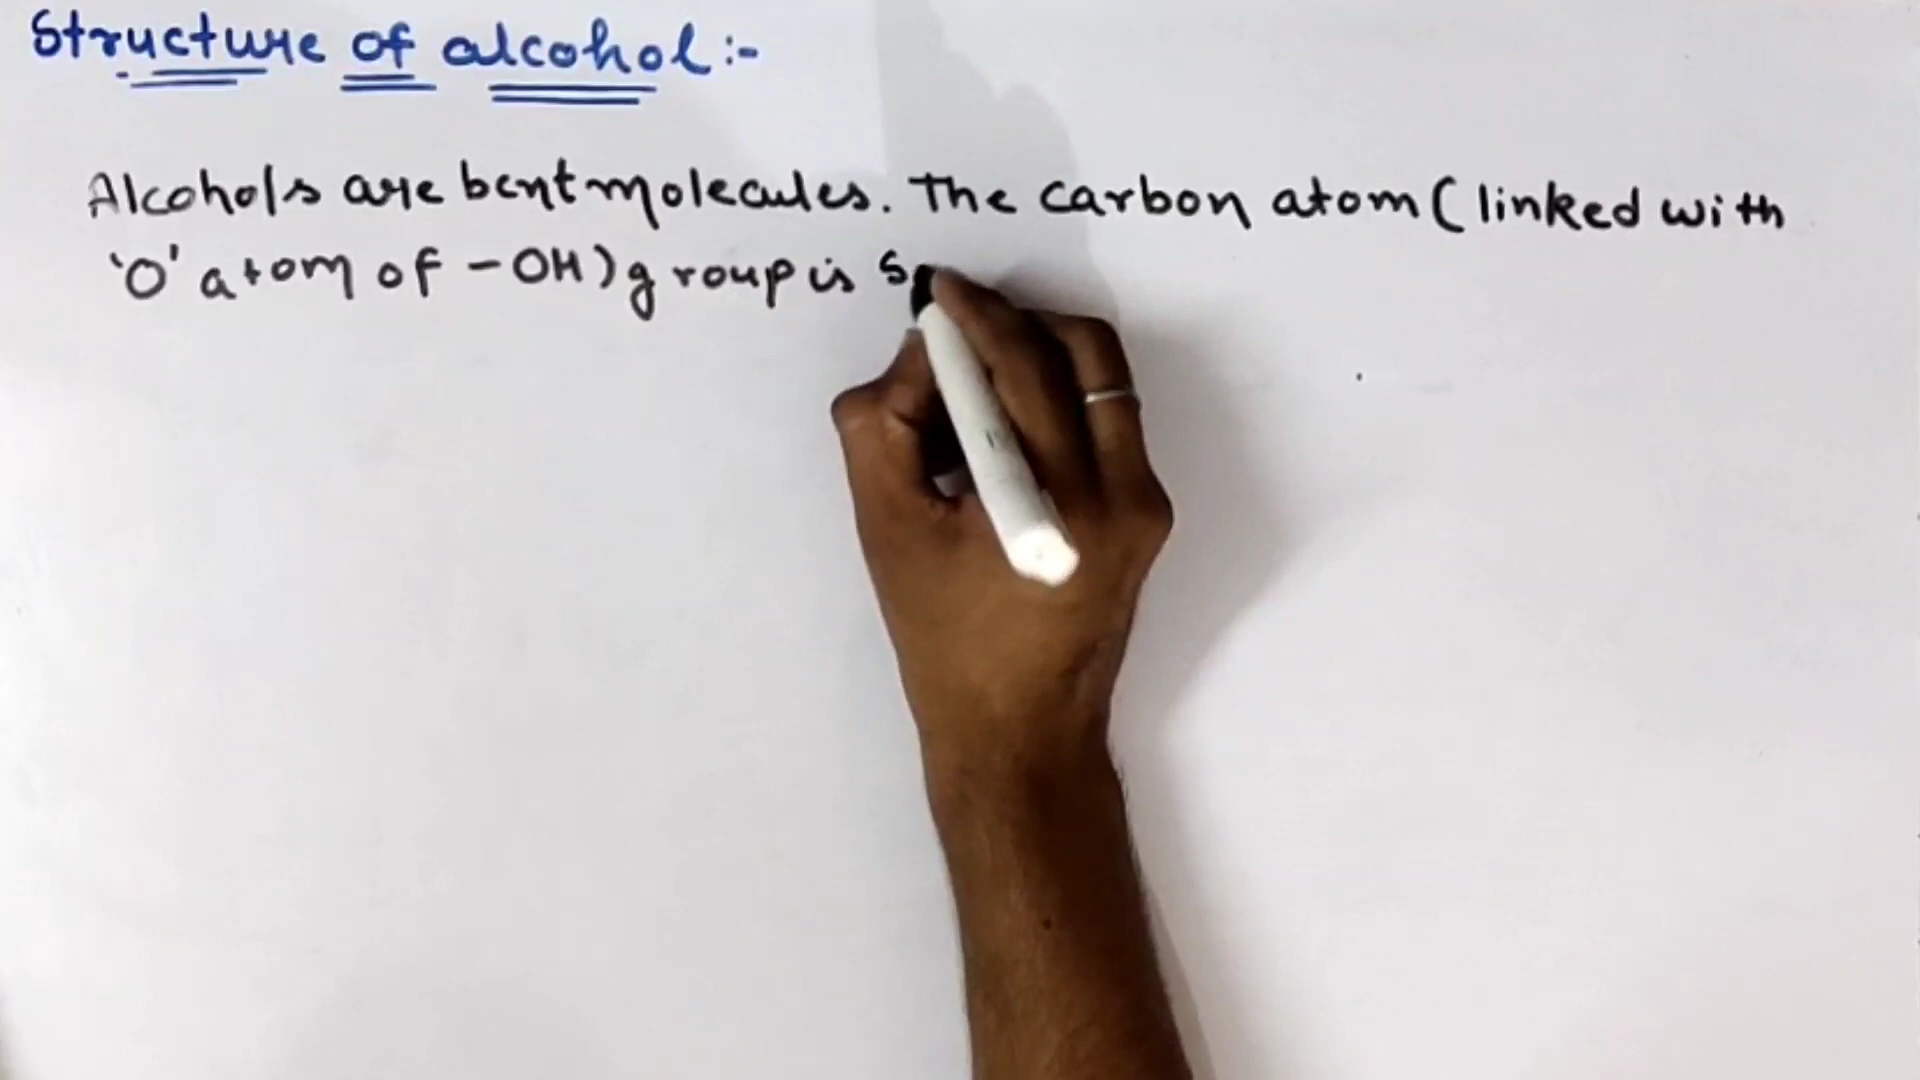 Structure of alcohol :-
Alcohols are bent molecules. The carbon atom (linked with
'O' atom of -OH) group is